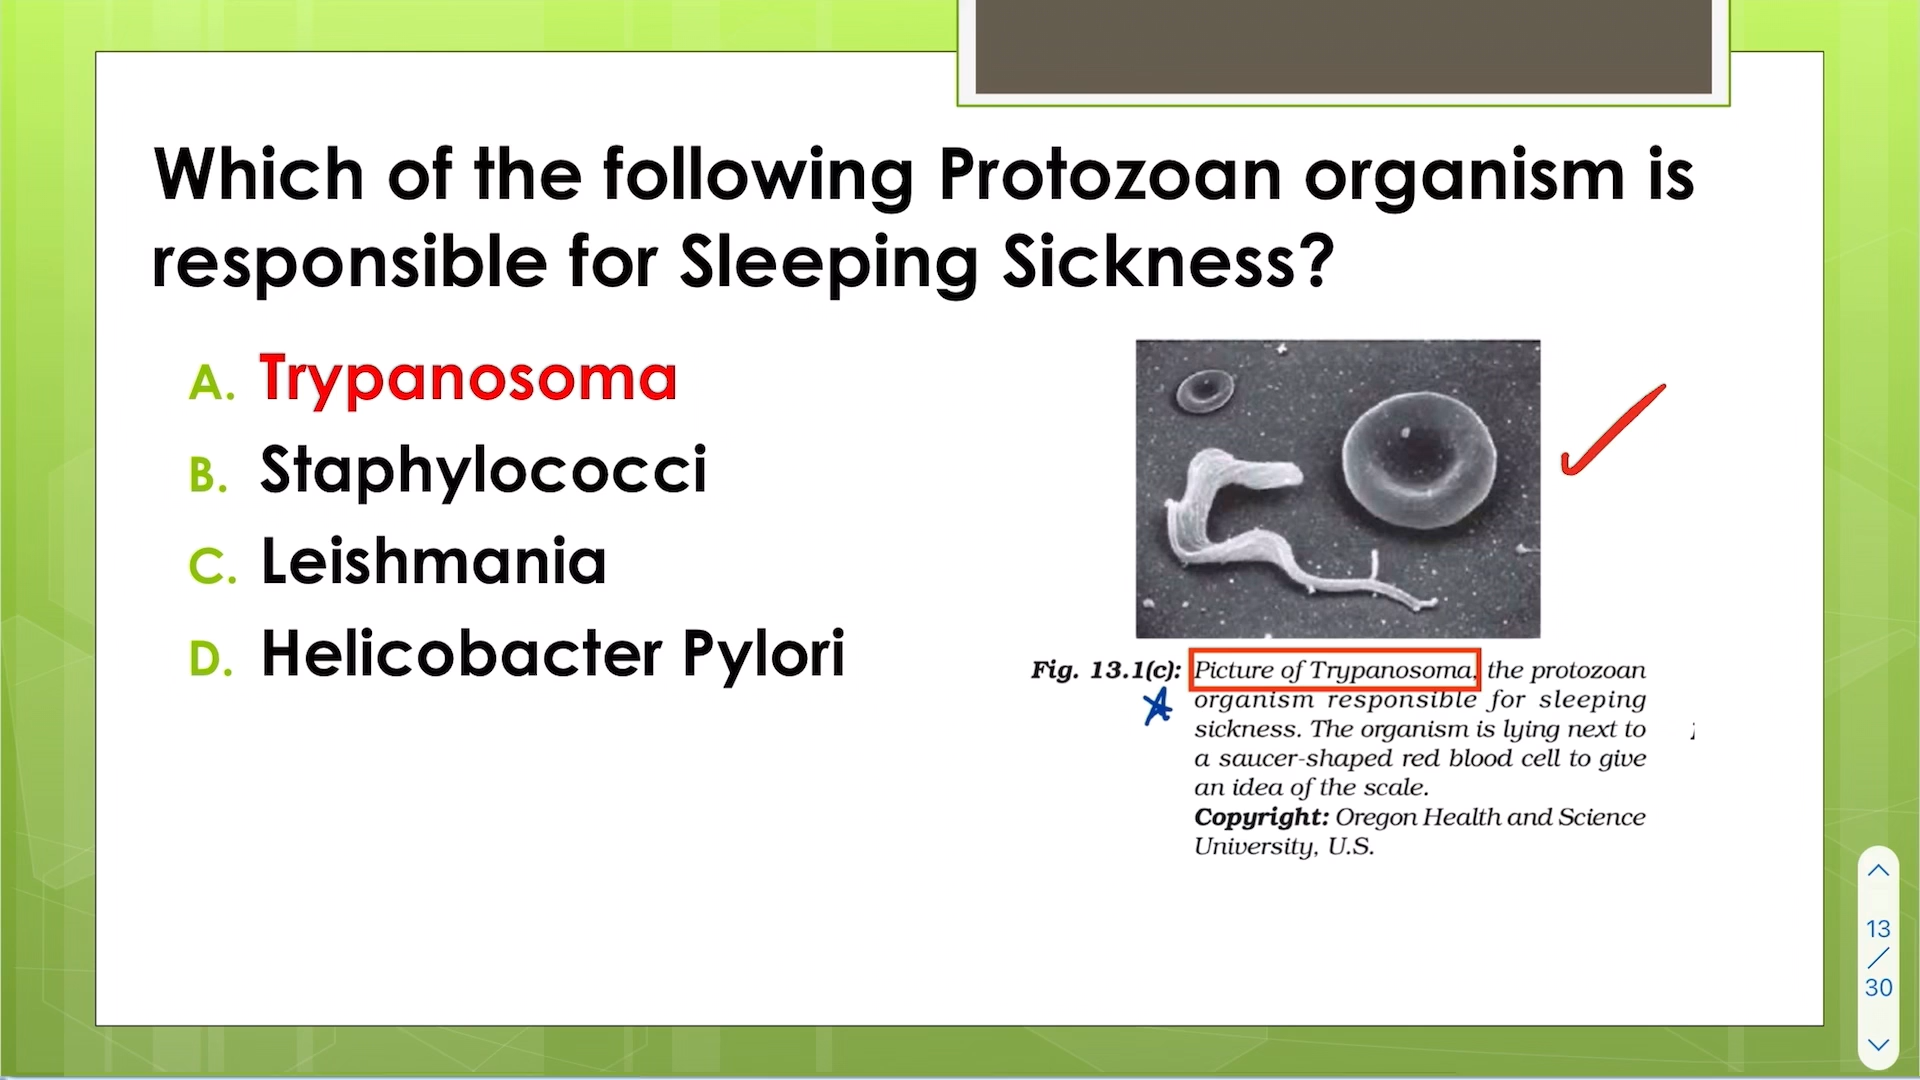 Which of the following Protozoan organism is
responsible for Sleeping Sickness?
A. Trypanosoma
B. Staphylococci
C. Leishmania
D. Helicobacter Pylori
Fig. 13.1(c): Picture of Trypanosoma, the protozoan
organism responsible for sleeping
sickness. The organism is lying next to
a saucer-shaped red blood cell to give
an idea of the scale.
Copyright: Oregon Health and Science
University, U.S.
13
/
30